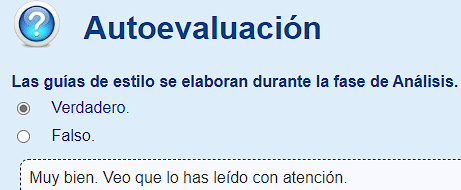 Autoevaluación
Las guías de estilo se elaboran durante la fase de Análisis.
Verdadero.
Falso.
Muy bien. Veo que lo has leído con atención.